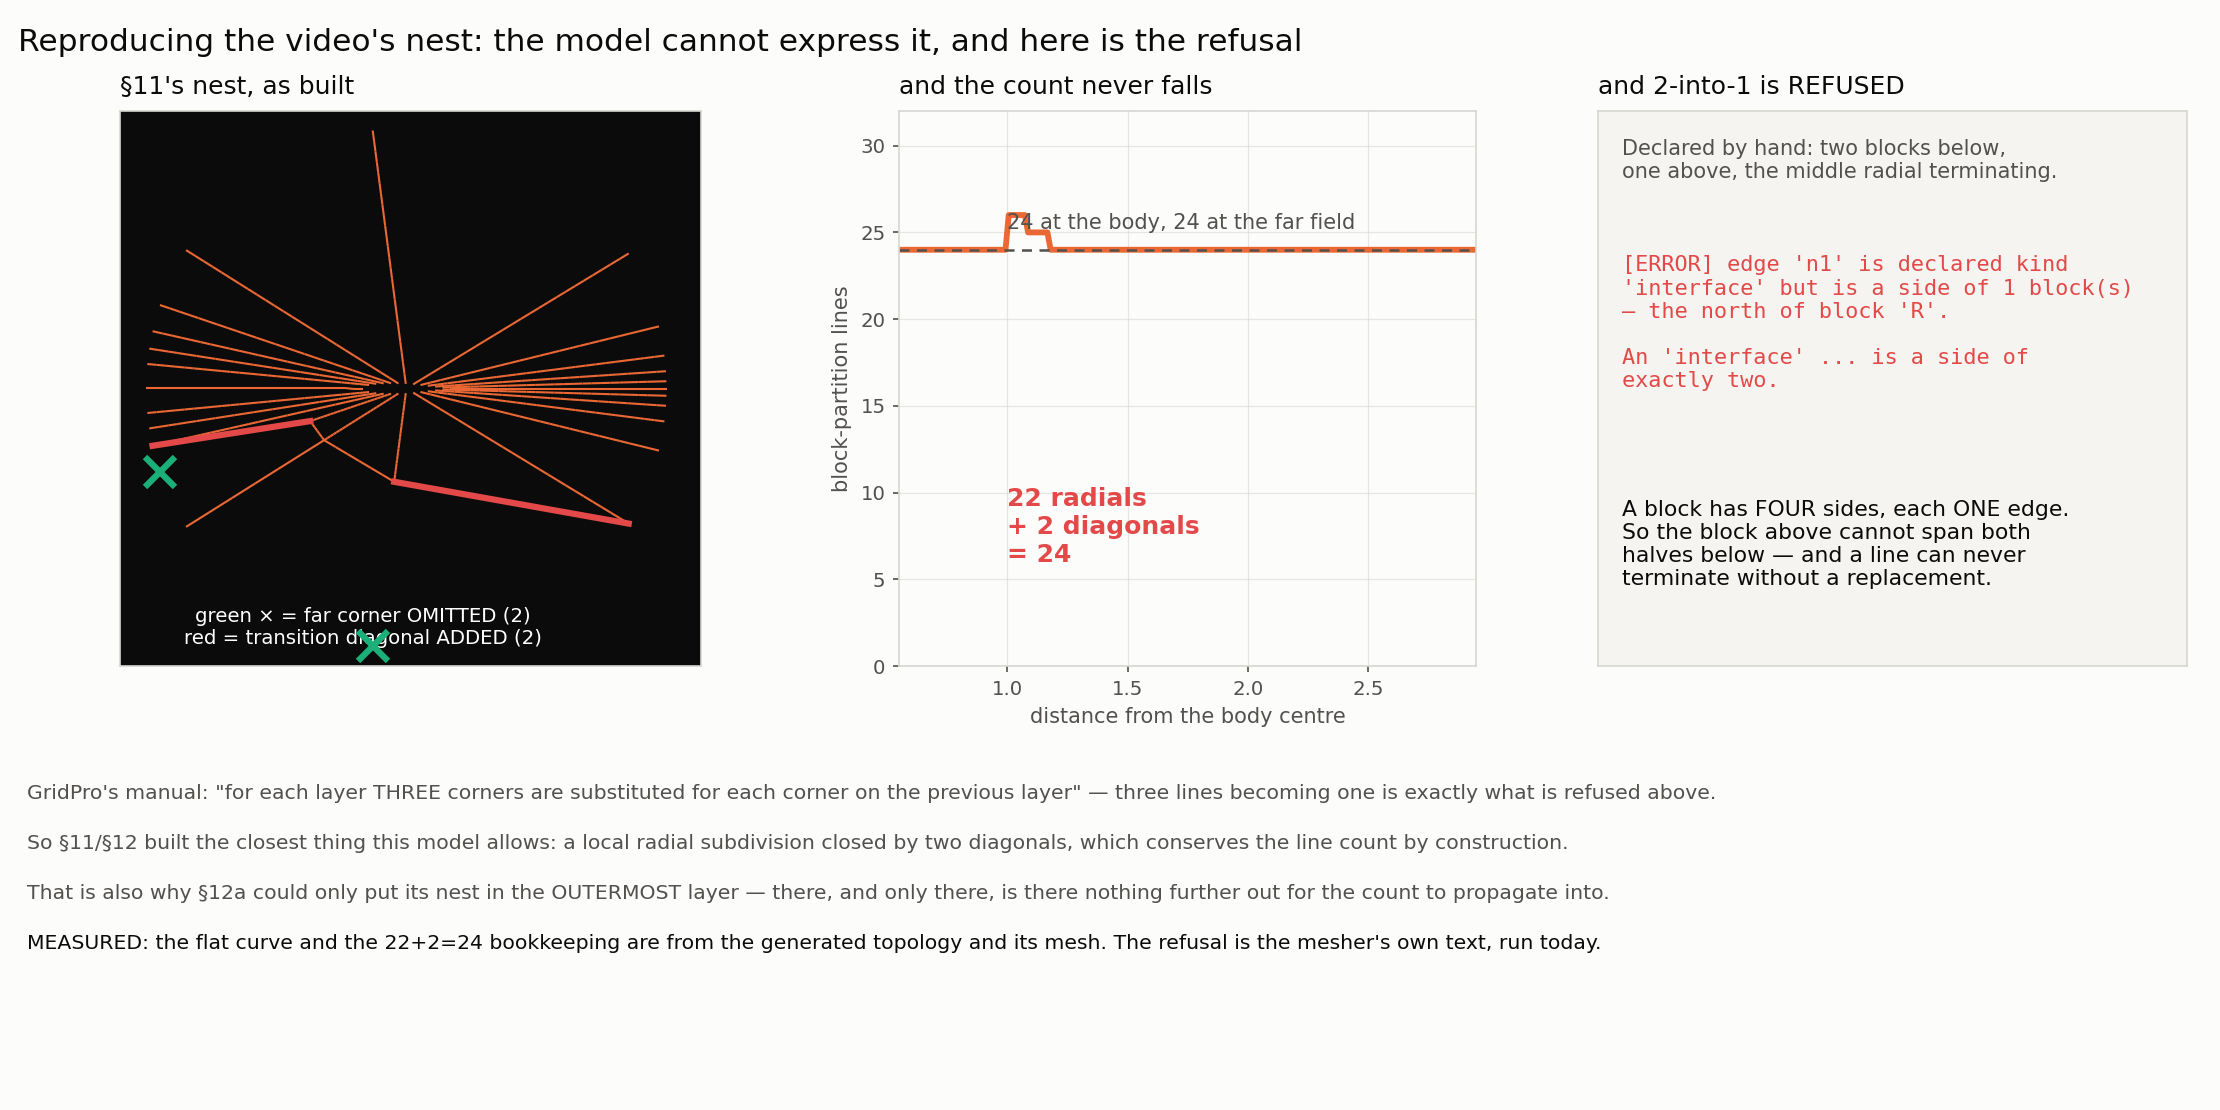 Reproducing the video's nest: the model cannot express it, and here is the refusal
§11's nest, as built
green × = far corner OMITTED (2)
red = transition diagonal ADDED (2)
and the count never falls
block-partition lines
30
25
20
15
10
5
0
24 at the body, 24 at the far field
22 radials
+ 2 diagonals
= 24
1.0 1.5 2.0 2.5
distance from the body centre
and 2-into-1 is REFUSED
Declared by hand: two blocks below,
one above, the middle radial terminating.
[ERROR] edge 'n1' is declared kind
'interface' but is a side of 1 block(s)
— the north of block 'R'.
An 'interface' ... is a side of
exactly two.
A block has FOUR sides, each ONE edge.
So the block above cannot span both
halves below — and a line can never
terminate without a replacement.
GridPro's manual: "for each layer THREE corners are substituted for each corner on the previous layer" — three lines becoming one is exactly what is refused above.
So §11/§12 built the closest thing this model allows: a local radial subdivision closed by two diagonals, which conserves the line count by construction.
That is also why §12a could only put its nest in the OUTERMOST layer — there, and only there, is there nothing further out for the count to propagate into.
MEASURED: the flat curve and the 22+2=24 bookkeeping are from the generated topology and its mesh. The refusal is the mesher's own text, run today.